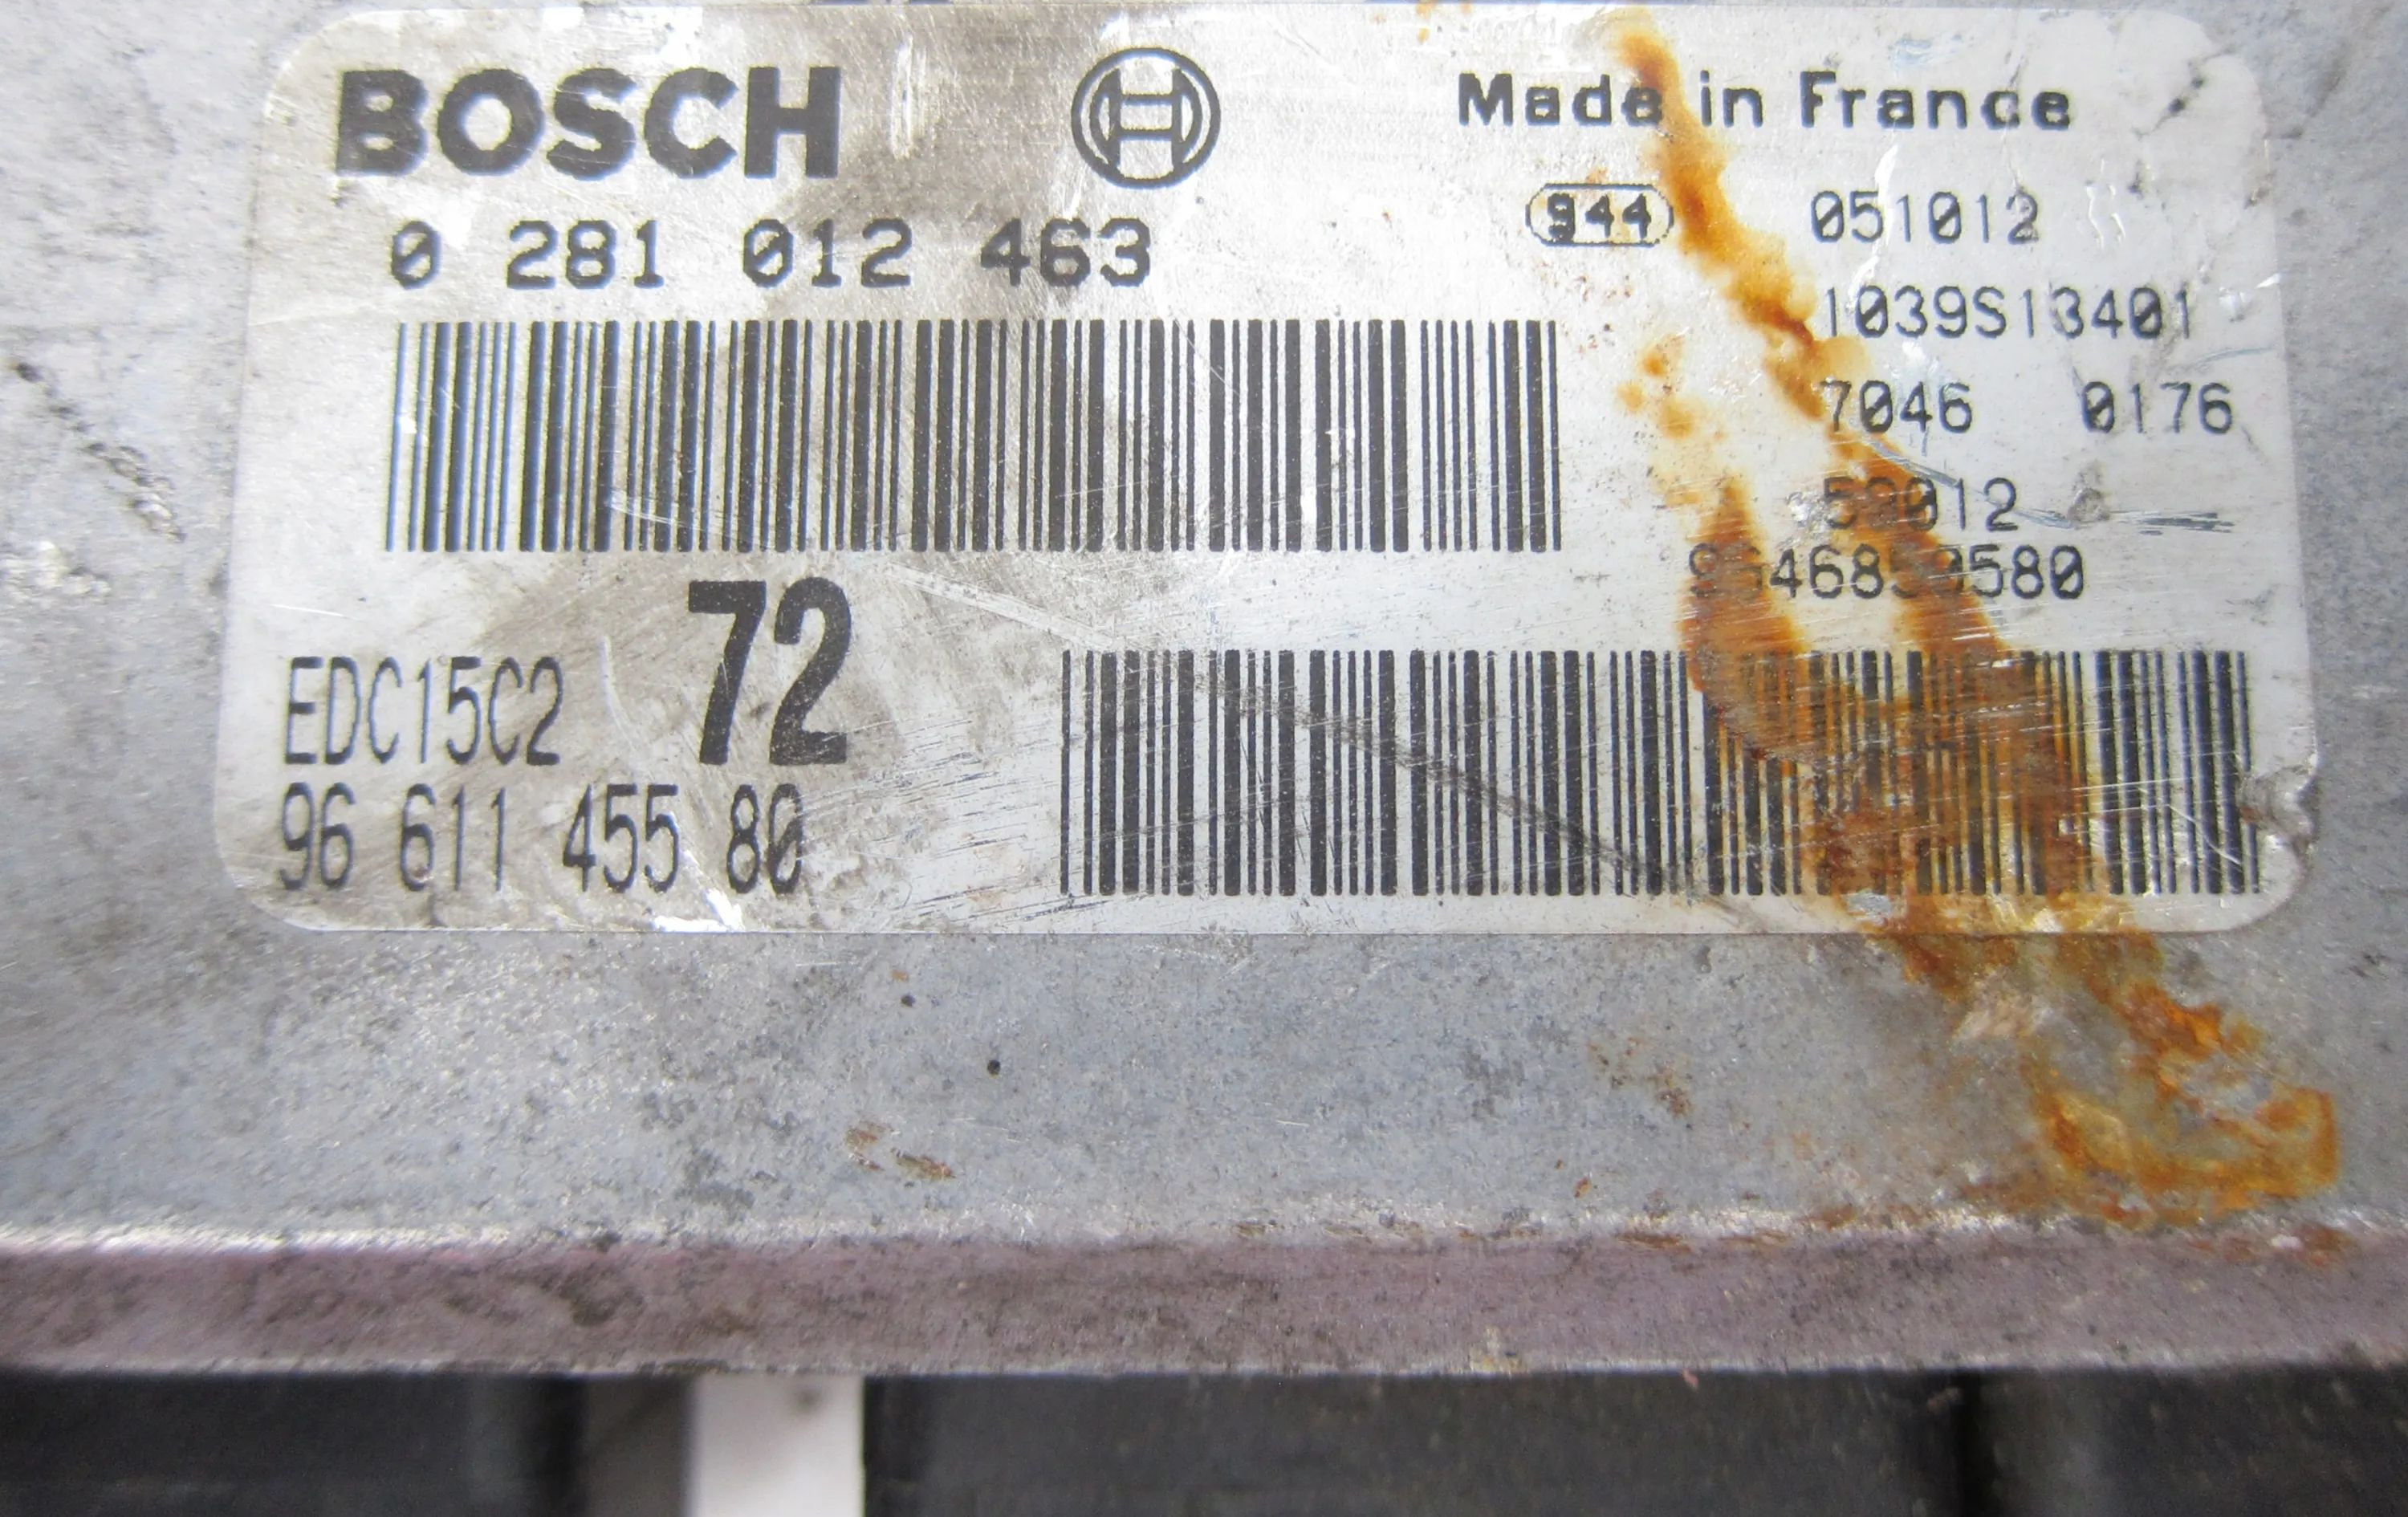 BOSCH
Made in France
0 281 012 463
944 051012
1039S13401
7046 0176
9646850580
EDC15C2 72
96 611 455 80